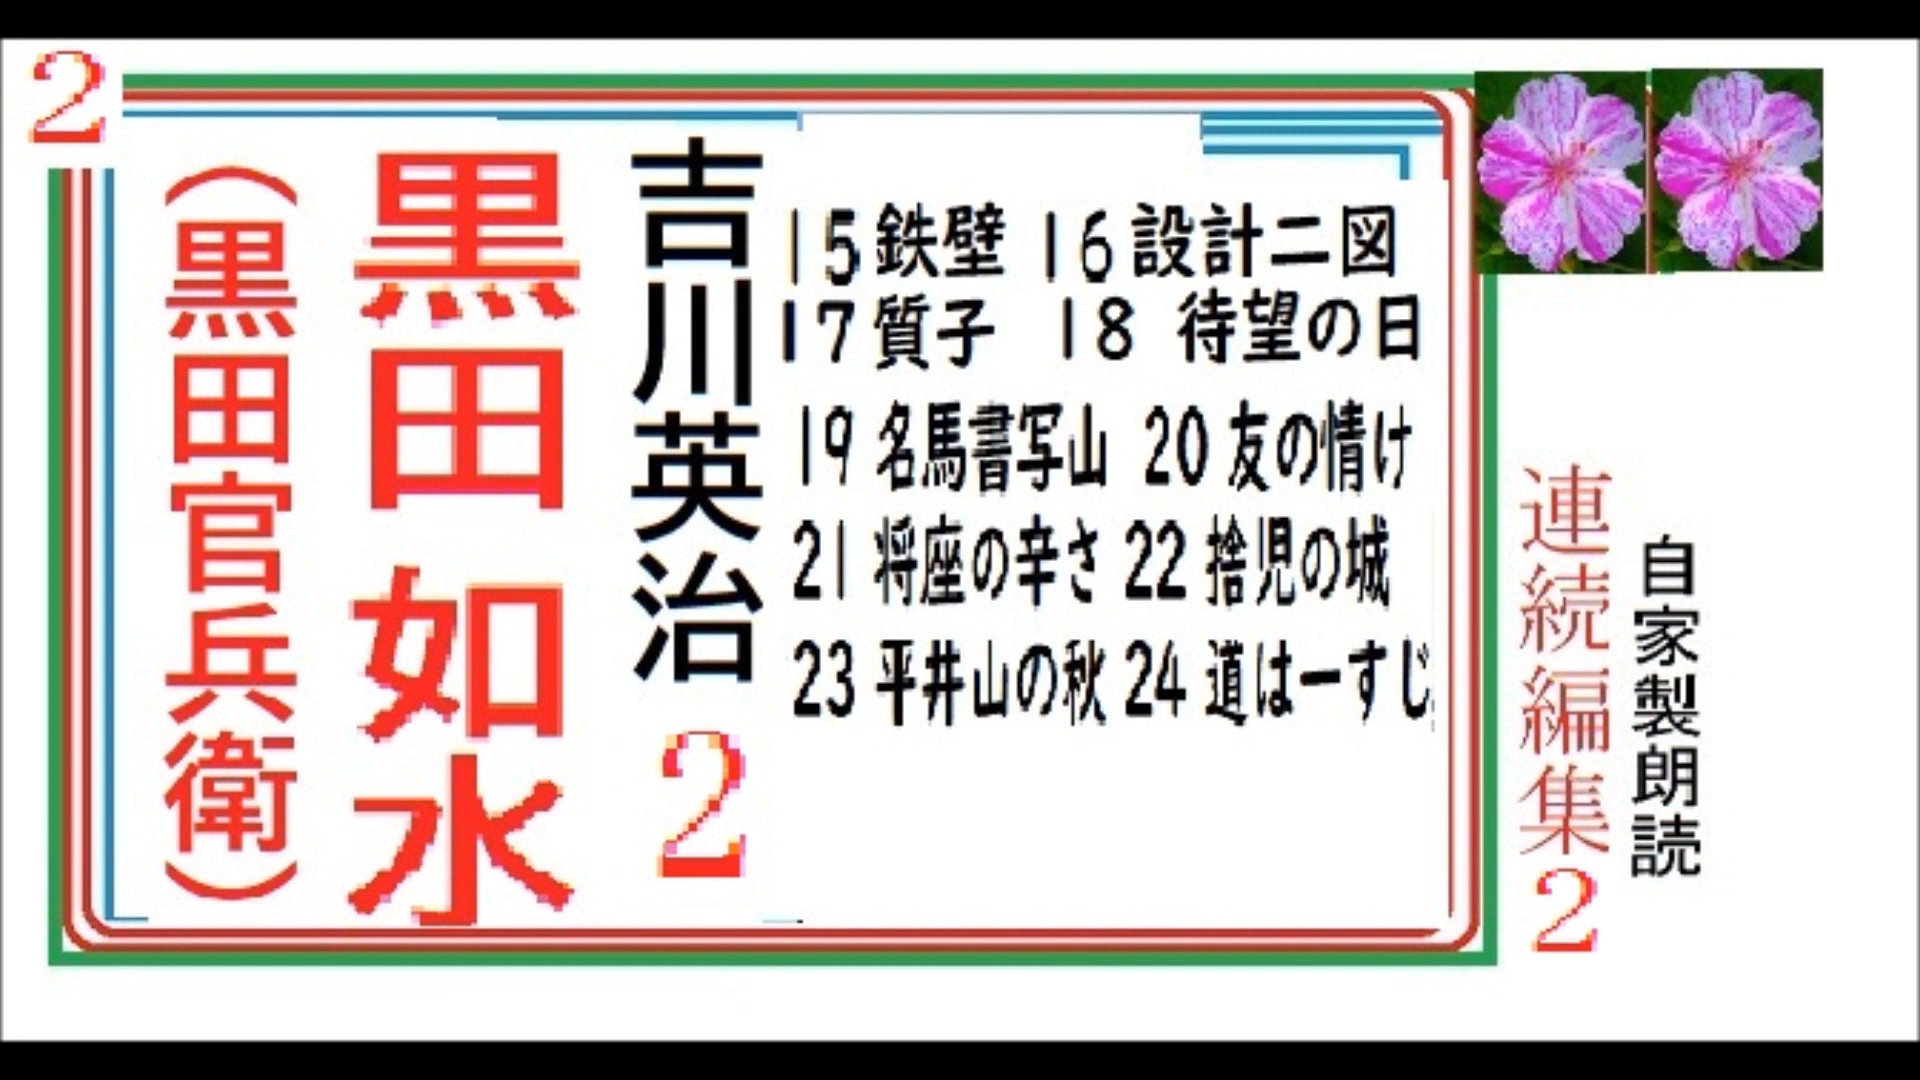 2
(黒田官兵衛)
黒田如水
吉川英治 2
15 鉄壁 16 設計二図
17 質子 18 待望の日
19 名馬書写山 20 友の情け
21 将座の辛さ 22 捨児の城
23 平井山の秋 24 道は一すじ
連続編集2
自家製朗読